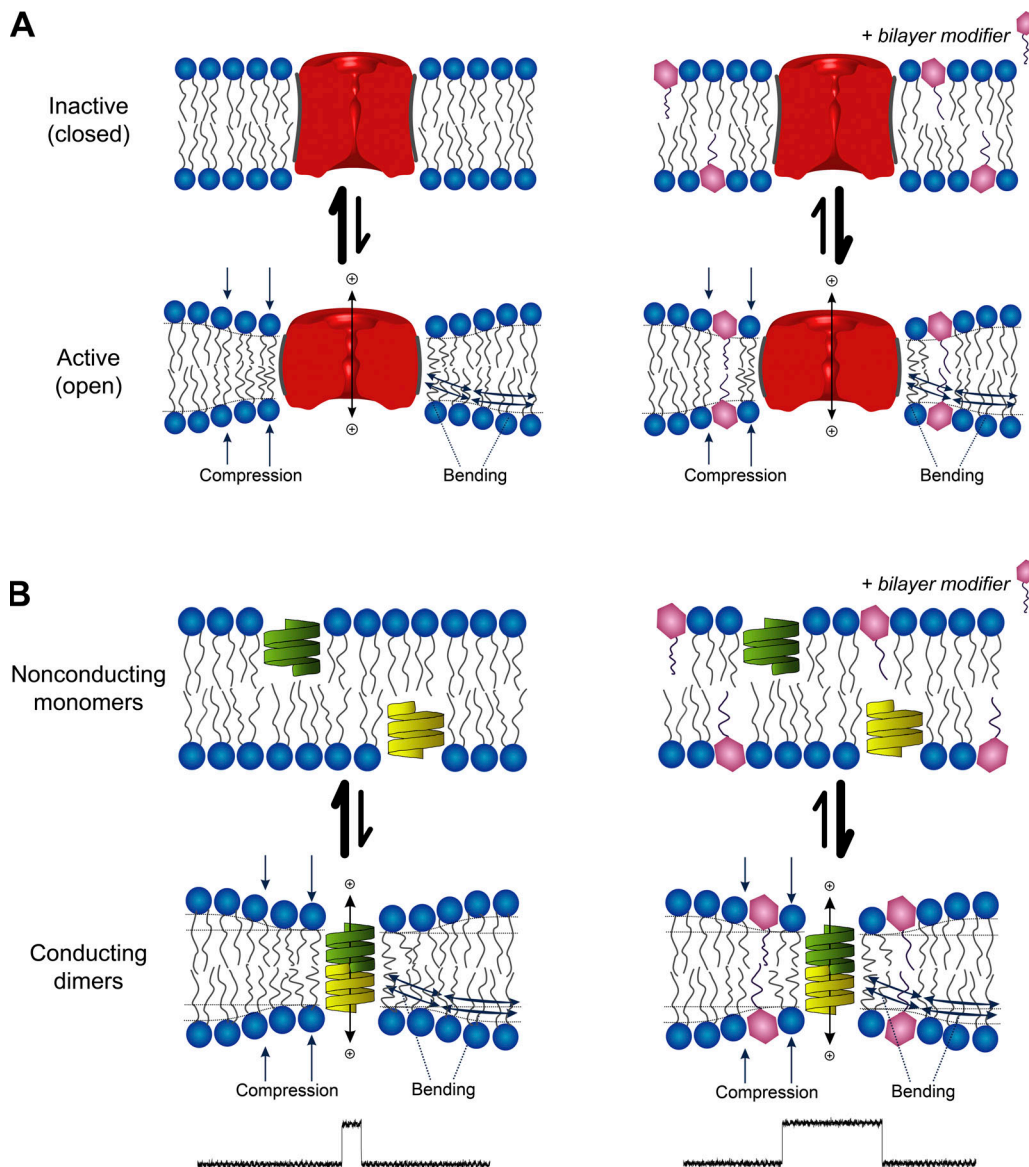 A
+ bilayer modifier
Inactive
(closed)
⊕
⊕
Active
(open)
⊕
⊕
Compression
Bending
Compression
Bending
B
+ bilayer modifier
Nonconducting
monomers
⊕
⊕
Conducting
dimers
⊕
⊕
Compression
Bending
Compression
Bending